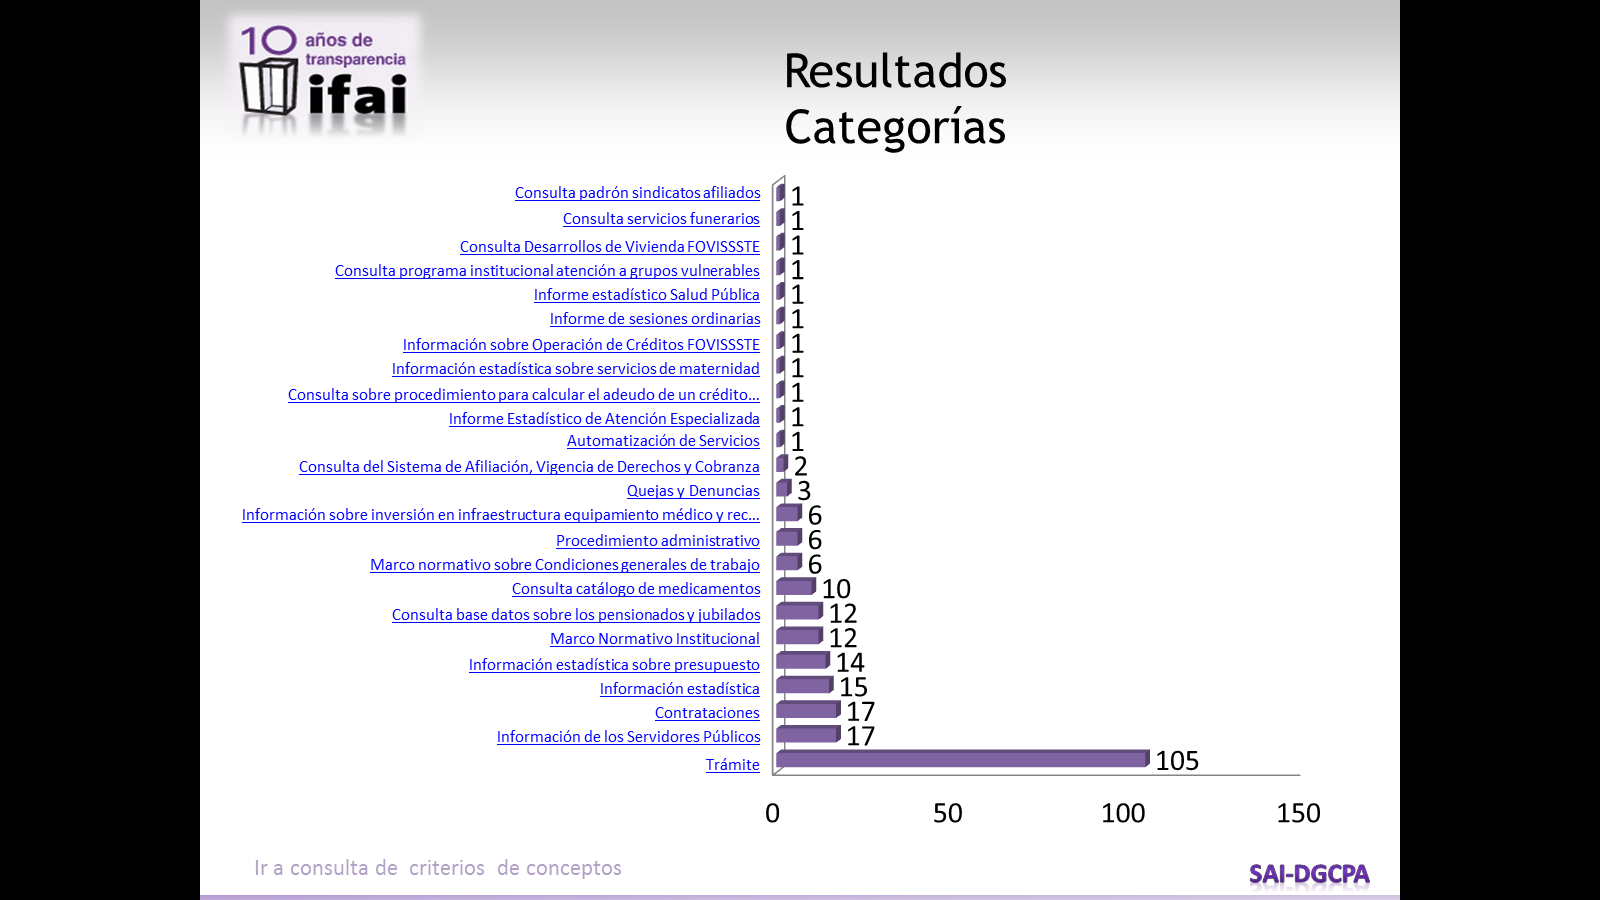 10 años de
transparencia
ifai
Resultados
Categorías
Consulta padrón sindicatos afiliados 1
Consulta servicios funerarios 1
Consulta Desarrollos de Vivienda FOVISSSTE 1
Consulta programa institucional atención a grupos vulnerables 1
Informe estadístico Salud Pública 1
Informe de sesiones ordinarias 1
Información sobre Operación de Créditos FOVISSSTE 1
Información estadística sobre servicios de maternidad 1
Consulta sobre procedimiento para calcular el adeudo de un crédito... 1
Informe Estadístico de Atención Especializada 1
Automatización de Servicios 1
Consulta del Sistema de Afiliación, Vigencia de Derechos y Cobranza 2
Quejas y Denuncias 3
Información sobre inversión en infraestructura equipamiento médico y rec... 6
Procedimiento administrativo 6
Marco normativo sobre Condiciones generales de trabajo 6
Consulta catálogo de medicamentos 10
Consulta base datos sobre los pensionados y jubilados 12
Marco Normativo Institucional 12
Información estadística sobre presupuesto 14
Información estadística 15
Contrataciones 17
Información de los Servidores Públicos 17
Trámite 105
0 50 100 150
Ir a consulta de criterios de conceptos
SAI-DGCPA